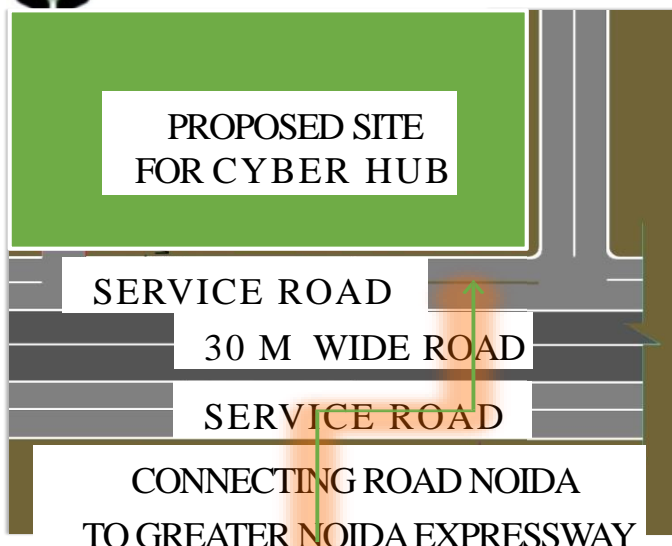 PROPOSED SITE
FOR CYBER HUB
SERVICE ROAD
30 M WIDE ROAD
SERVICE ROAD
CONNECTING ROAD NOIDA
TO GREATER NOIDA EXPRESSWAY